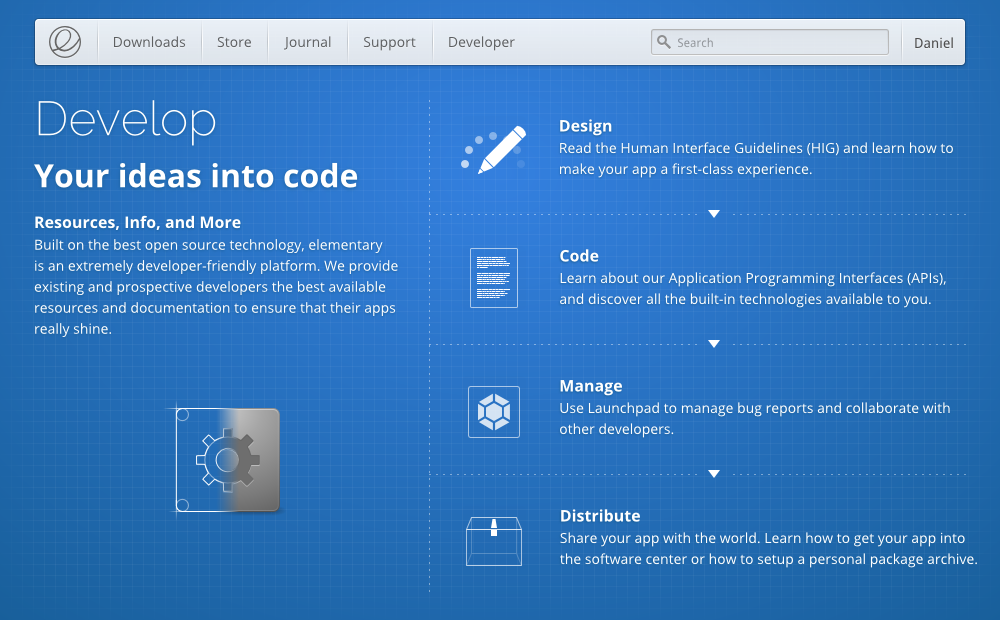 Downloads
Store
Journal
Support
Developer
Search
Daniel
Develop
Your ideas into code
Resources, Info, and More
Built on the best open source technology, elementary
is an extremely developer-friendly platform. We provide
existing and prospective developers the best available
resources and documentation to ensure that their apps
really shine.
Design
Read the Human Interface Guidelines (HIG) and learn how to
make your app a first-class experience.
Code
Learn about our Application Programming Interfaces (APIs),
and discover all the built-in technologies available to you.
Manage
Use Launchpad to manage bug reports and collaborate with
other developers.
Distribute
Share your app with the world. Learn how to get your app into
the software center or how to setup a personal package archive.